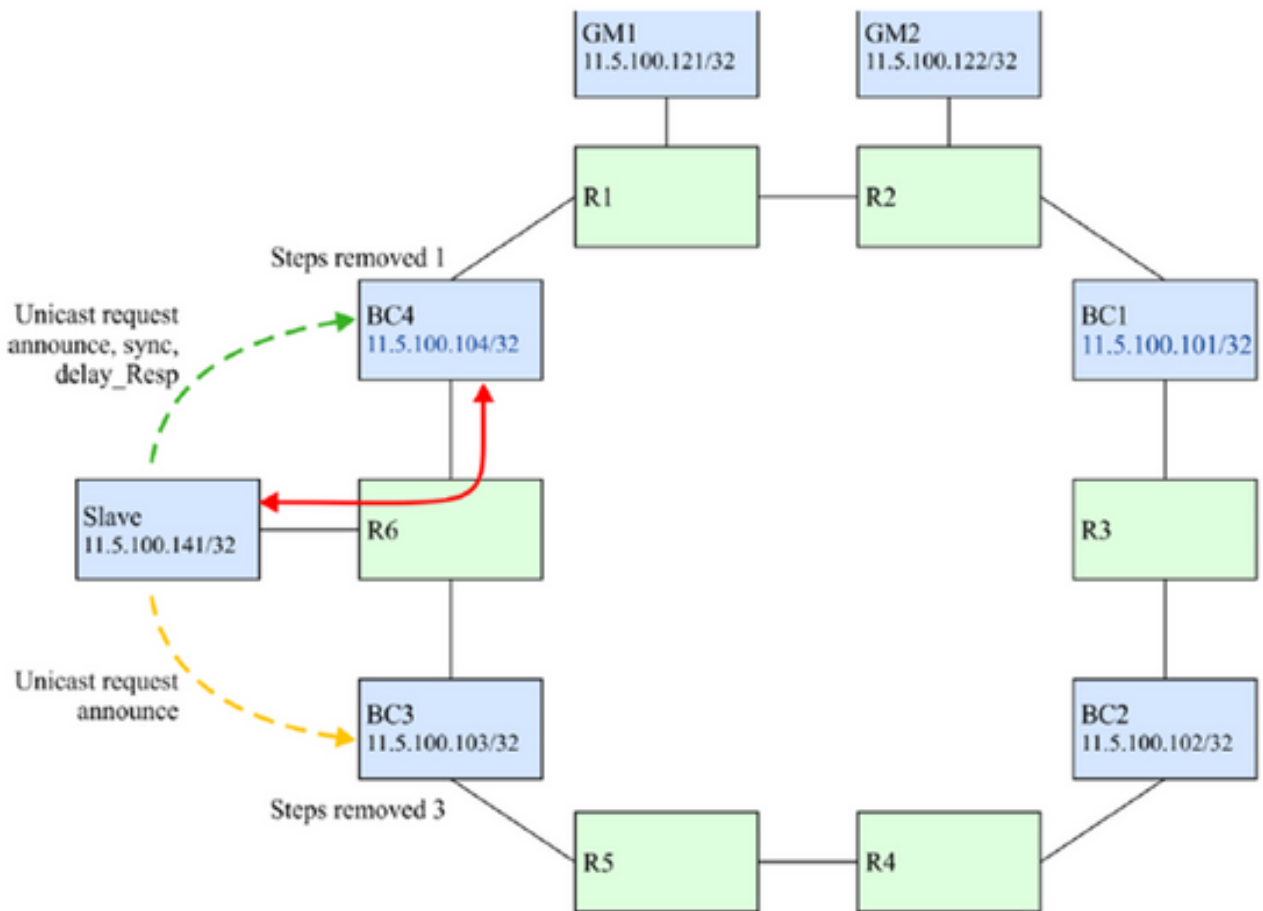 GM1
11.5.100.121/32
GM2
11.5.100.122/32
R1
R2
Steps removed 1
Unicast request
announce, sync,
delay_Resp
BC4
11.5.100.104/32
BC1
11.5.100.101/32
Slave
11.5.100.141/32
R6
R3
Unicast request
announce
BC3
11.5.100.103/32
BC2
11.5.100.102/32
Steps removed 3
R5
R4